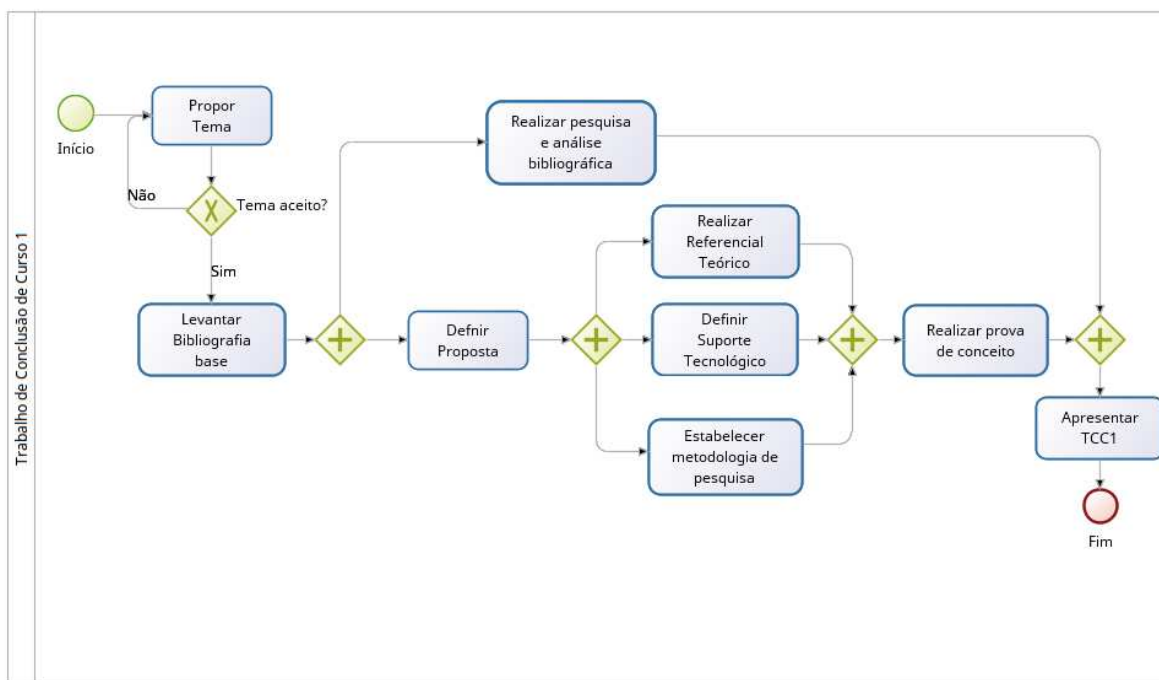 Trabalho de Conclusão de Curso 1
Início
Propor
Tema
Não
Tema aceito?
Sim
Levantar
Bibliografia
base
Realizar pesquisa
e análise
bibliográfica
Defnir
Proposta
Realizar
Referencial
Teórico
Definir
Suporte
Tecnológico
Estabelecer
metodologia de
pesquisa
Realizar prova
de conceito
Apresentar
TCC1
Fim